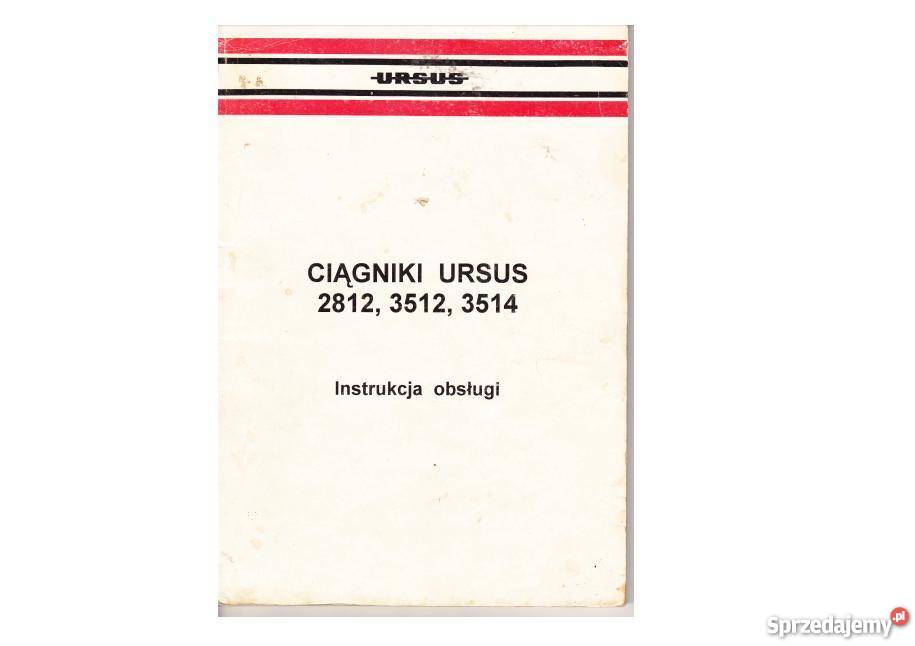 URSUS
CIĄGNIKI URSUS
2812, 3512, 3514
Instrukcja obsługi
Sprzedajemy.pl